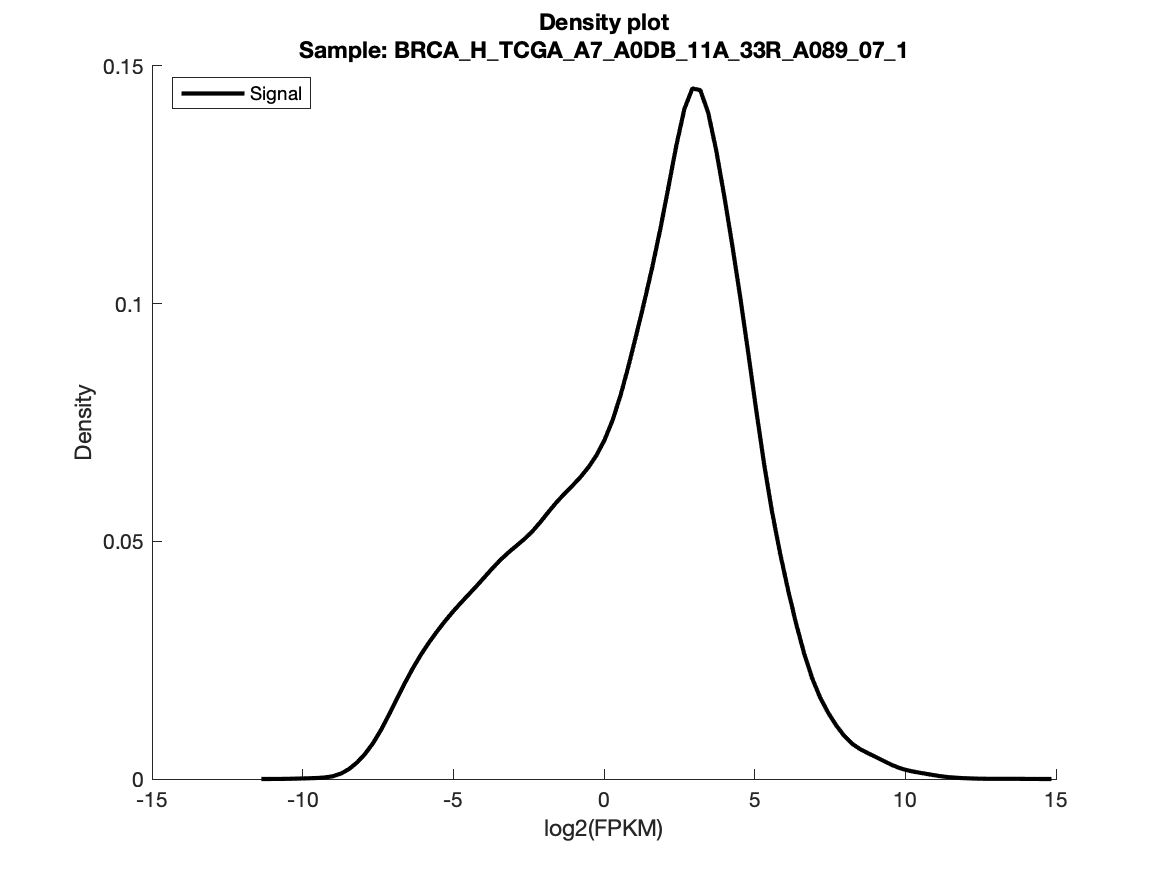 Density plot
Sample: BRCA_H_TCGA_A7_A0DB_11A_33R_A089_07_1
Signal
0.15
0.1
0.05
0
Density
-15
-10
-5
0
5
10
15
log2(FPKM)